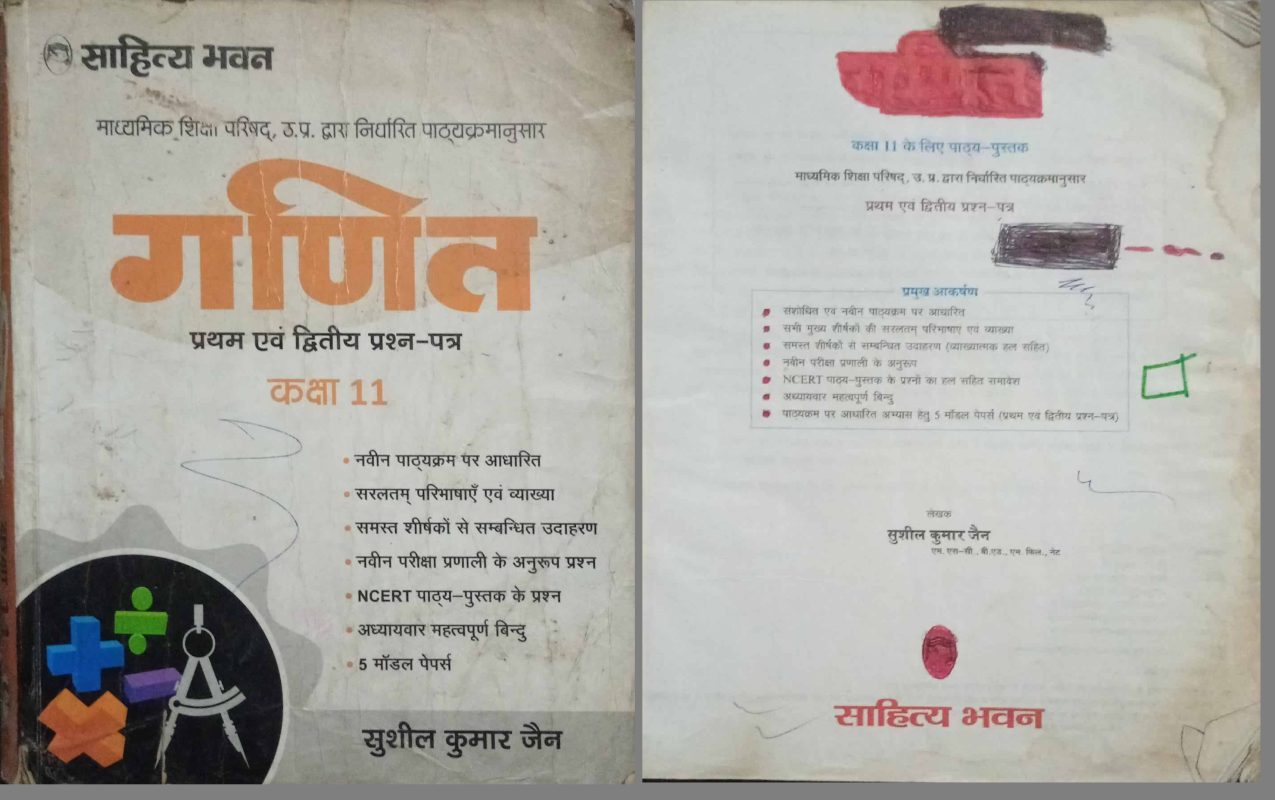 साहित्य भवन
माध्यमिक शिक्षा परिषद्, उ.प्र. द्वारा निर्धारित पाठ्यक्रमानुसार
गणित
प्रथम एवं द्वितीय प्रश्न-पत्र
कक्षा 11
• नवीन पाठ्यक्रम पर आधारित
• सरलतम् परिभाषाएँ एवं व्याख्या
• समस्त शीर्षकों से सम्बन्धित उदाहरण
• नवीन परीक्षा प्रणाली के अनुरूप प्रश्न
• NCERT पाठ्य-पुस्तक के प्रश्न
• अध्यायवार महत्वपूर्ण बिन्दु
• 5 मॉडल पेपर्स
सुशील कुमार जैन
गणित
कक्षा 11 के लिए पाठ्य-पुस्तक
माध्यमिक शिक्षा परिषद्, उ. प्र. द्वारा निर्धारित पाठ्यक्रमानुसार
प्रथम एवं द्वितीय प्रश्न-पत्र
प्रमुख आकर्षण
• संशोधित एवं नवीन पाठ्यक्रम पर आधारित
• सभी मुख्य शीर्षकों की सरलतम् परिभाषाएं एवं व्याख्या
• समस्त शीर्षकों से सम्बन्धित उदाहरण (व्याख्यात्मक हल सहित)
• नवीन परीक्षा प्रणाली के अनुरूप
• NCERT पाठ्य-पुस्तक के प्रश्नों का हल सहित समावेश
• अध्यायवार महत्वपूर्ण बिन्दु
• पाठ्यक्रम पर आधारित अभ्यास हेतु 5 मॉडल पेपर्स (प्रथम एवं द्वितीय प्रश्न-पत्र)
लेखक
सुशील कुमार जैन
एम. एस-सी., बी.एड., एम. फिल., नेट
साहित्य भवन